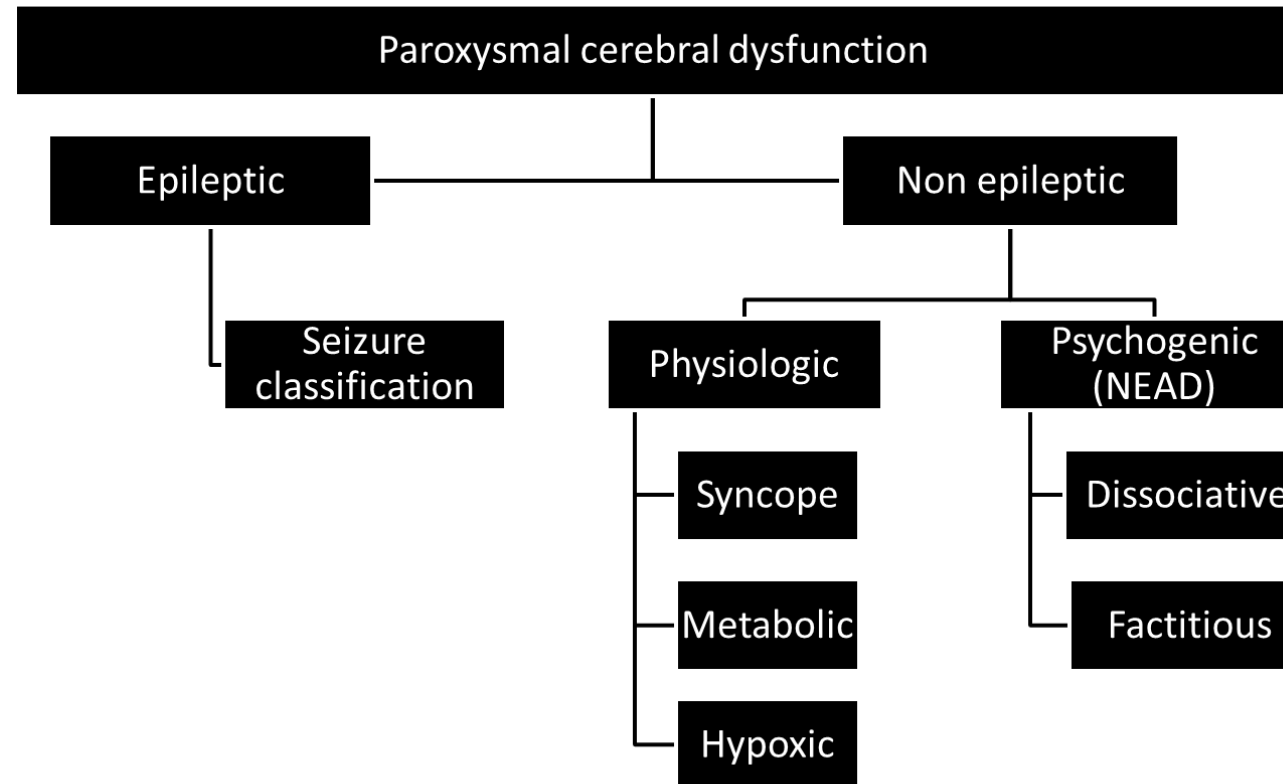 Paroxysmal cerebral dysfunction
Epileptic
Non epileptic
Seizure
classification
Physiologic
Psychogenic
(NEAD)
Syncope
Dissociative
Metabolic
Factitious
Hypoxic